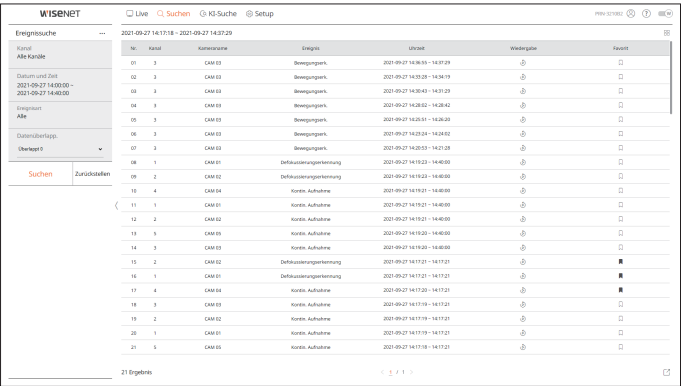 WISENET
Live Suchen KI-Suche Setup
Ereignissuche ...
Kanal
Alle Kanäle
Datum und Zeit
2021-09-27 14:00:00 ~
2021-09-27 14:40:00
Ereignisart
Alle
Datenüberlapp.
Überlappt 0
Suchen Zurückstellen
2021-09-27 14:17:18 ~ 2021-09-27 14:37:29
Nr. Kanal Kameraname Ereignis Uhrzeit Wiedergabe Favorit
01 3 CAM 03 Bewegungserk. 2021-09-27 14:36:55 ~ 14:37:29
02 3 CAM 03 Bewegungserk. 2021-09-27 14:33:28 ~ 14:34:19
03 3 CAM 03 Bewegungserk. 2021-09-27 14:30:43 ~ 14:31:29
04 3 CAM 03 Bewegungserk. 2021-09-27 14:28:02 ~ 14:28:42
05 3 CAM 03 Bewegungserk. 2021-09-27 14:25:51 ~ 14:26:20
06 3 CAM 03 Bewegungserk. 2021-09-27 14:23:24 ~ 14:24:02
07 3 CAM 03 Bewegungserk. 2021-09-27 14:20:53 ~ 14:21:28
08 1 CAM 01 Defokussierungserkennung 2021-09-27 14:19:23 ~ 14:40:00
09 2 CAM 02 Defokussierungserkennung 2021-09-27 14:19:23 ~ 14:40:00
10 4 CAM 04 Kontin. Aufnahme 2021-09-27 14:19:21 ~ 14:40:00
11 1 CAM 01 Kontin. Aufnahme 2021-09-27 14:19:21 ~ 14:40:00
12 2 CAM 02 Kontin. Aufnahme 2021-09-27 14:19:21 ~ 14:40:00
13 5 CAM 05 Kontin. Aufnahme 2021-09-27 14:19:20 ~ 14:40:00
14 3 CAM 03 Kontin. Aufnahme 2021-09-27 14:19:20 ~ 14:40:00
15 2 CAM 02 Defokussierungserkennung 2021-09-27 14:17:21 ~ 14:17:21
16 1 CAM 01 Defokussierungserkennung 2021-09-27 14:17:21 ~ 14:17:21
17 4 CAM 04 Kontin. Aufnahme 2021-09-27 14:17:20 ~ 14:17:21
18 3 CAM 03 Kontin. Aufnahme 2021-09-27 14:17:19 ~ 14:17:21
19 2 CAM 02 Kontin. Aufnahme 2021-09-27 14:17:19 ~ 14:17:21
20 1 CAM 01 Kontin. Aufnahme 2021-09-27 14:17:19 ~ 14:17:21
21 5 CAM 05 Kontin. Aufnahme 2021-09-27 14:17:18 ~ 14:17:21
21 Ergebnis < 1 / 1 >